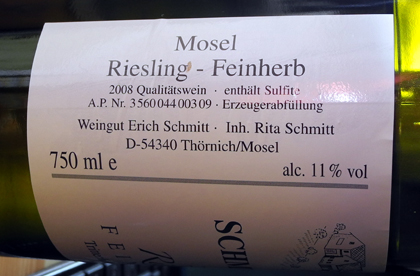 Mosel
Riesling - Feinherb
2008 Qualitätswein · enthält Sulfite
A.P. Nr. 3 560 044 003 09 · Erzeugerabfüllung
Weingut Erich Schmitt · Inh. Rita Schmitt
D-54340 Thörnich/Mosel
750 ml e alc. 11 % vol